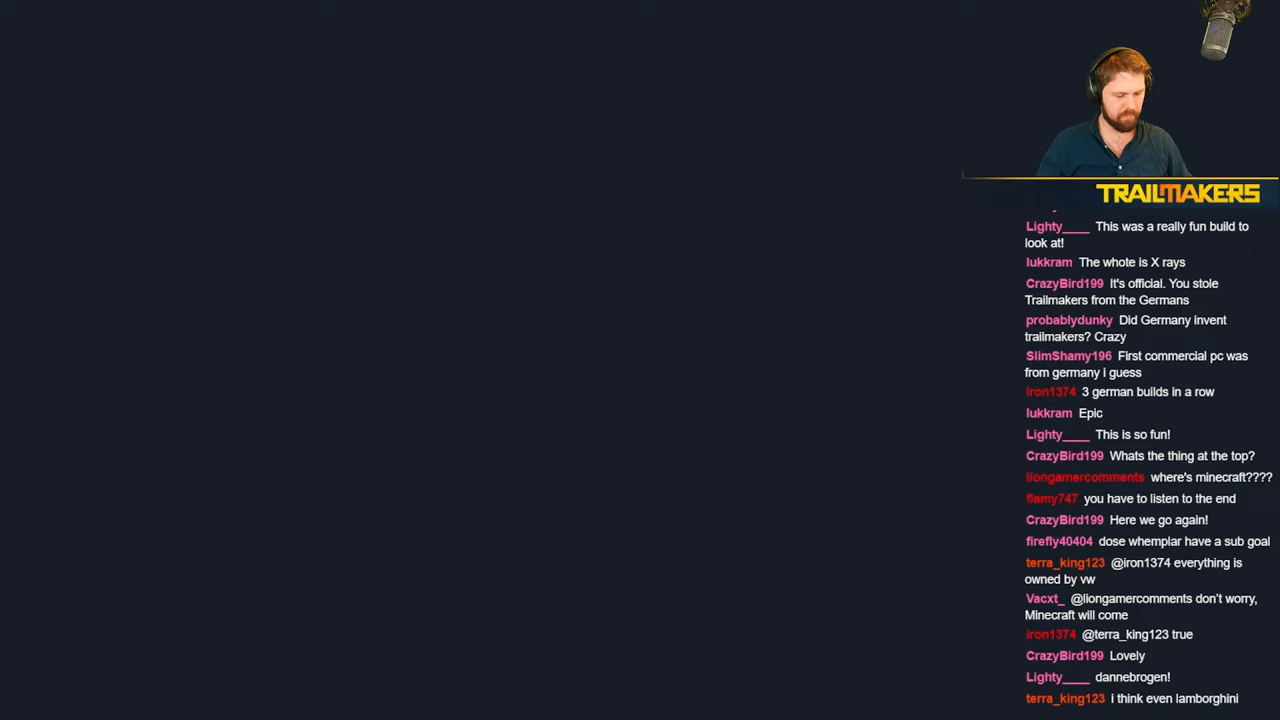 TRAILMAKERS
Lighty____ This was a really fun build to
look at!
lukkram The whote is X rays
CrazyBird199 It's official. You stole
Trailmakers from the Germans
probablydunky Did Germany invent
trailmakers? Crazy
SlimShamy196 First commercial pc was
from germany i guess
iron1374 3 german builds in a row
lukkram Epic
Lighty____ This is so fun!
CrazyBird199 Whats the thing at the top?
liongamercomments where's minecraft????
flamy747 you have to listen to the end
CrazyBird199 Here we go again!
firefly40404 dose whemplar have a sub goal
terra_king123 @iron1374 everything is
owned by vw
Vacxt_ @liongamercomments don't worry,
Minecraft will come
iron1374 @terra_king123 true
CrazyBird199 Lovely
Lighty____ dannebrogen!
terra_king123 i think even lamborghini